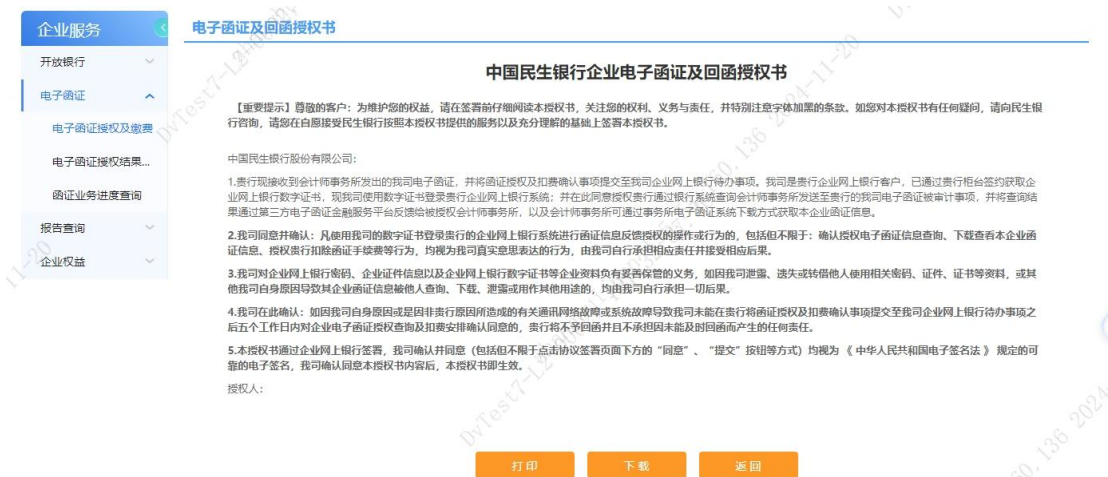 企业服务
开放银行
电子函证
电子函证授权及缴费
电子函证授权结果...
函证业务进度查询
报告查询
企业权益
电子函证及回函授权书
中国民生银行企业电子函证及回函授权书
【重要提示】尊敬的客户：为维护您的权益，请在签署前仔细阅读本授权书，关注您的权利、义务与责任，并特别注意字体加黑的条款。如您对本授权书有任何疑问，请向民生银
行咨询，请您在自愿接受民生银行按照本授权书提供的服务以及充分理解的基础上签署本授权书。
中国民生银行股份有限公司：
1.贵行现接收到会计师事务所发出的我司电子函证，并将函证授权及扣费确认事项提交至我司企业网上银行待办事项。我司是贵行企业网上银行客户，已通过贵行柜台签约获取企
业网上银行数字证书，现我司使用数字证书登录贵行企业网上银行系统；并在此同意授权贵行通过银行系统查询会计师事务所发送至贵行的我司电子函证被审计事项，并将查询结
果通过第三方电子函证金融服务平台反馈给被授权会计师事务所，以及会计师事务所可通过事务所电子函证系统下载方式获取本企业函证信息。
2.我司同意并确认：凡使用我司的数字证书登录贵行的企业网上银行系统进行函证信息反馈授权的操作或行为的，包括但不限于：确认授权电子函证信息查询、下载查看本企业函
证信息、授权贵行扣除函证手续费等行为，均视为我司真实意思表达的行为，由我司自行承担相应责任并接受相应后果。
3.我司对企业网上银行密码、企业证件信息以及企业网上银行数字证书等企业资料负有妥善保管的义务，如因我司泄露、遗失或转借他人使用相关密码、证件、证书等资料，或其
他我司自身原因导致其企业函证信息被他人查询、下载、泄露或用作其他用途的，均由我司自行承担一切后果。
4.我司在此确认：如因我司自身原因或是因非贵行原因所造成的有关通讯网络故障或系统故障导致我司未能在贵行将函证授权及扣费确认事项提交至我司企业网上银行待办事项之
后五个工作日内对企业电子函证授权查询及扣费安排确认同意的，贵行将不予回函并且不承担因未能及时回函而产生的任何责任。
5.本授权书通过企业网上银行签署，我司确认并同意（包括但不限于点击协议签署页面下方的“同意”、“提交”按钮等方式）均视为 《 中华人民共和国电子签名法 》 规定的可
靠的电子签名，我司确认同意本授权书内容后，本授权书即生效。
授权人：
打印
下载
返回